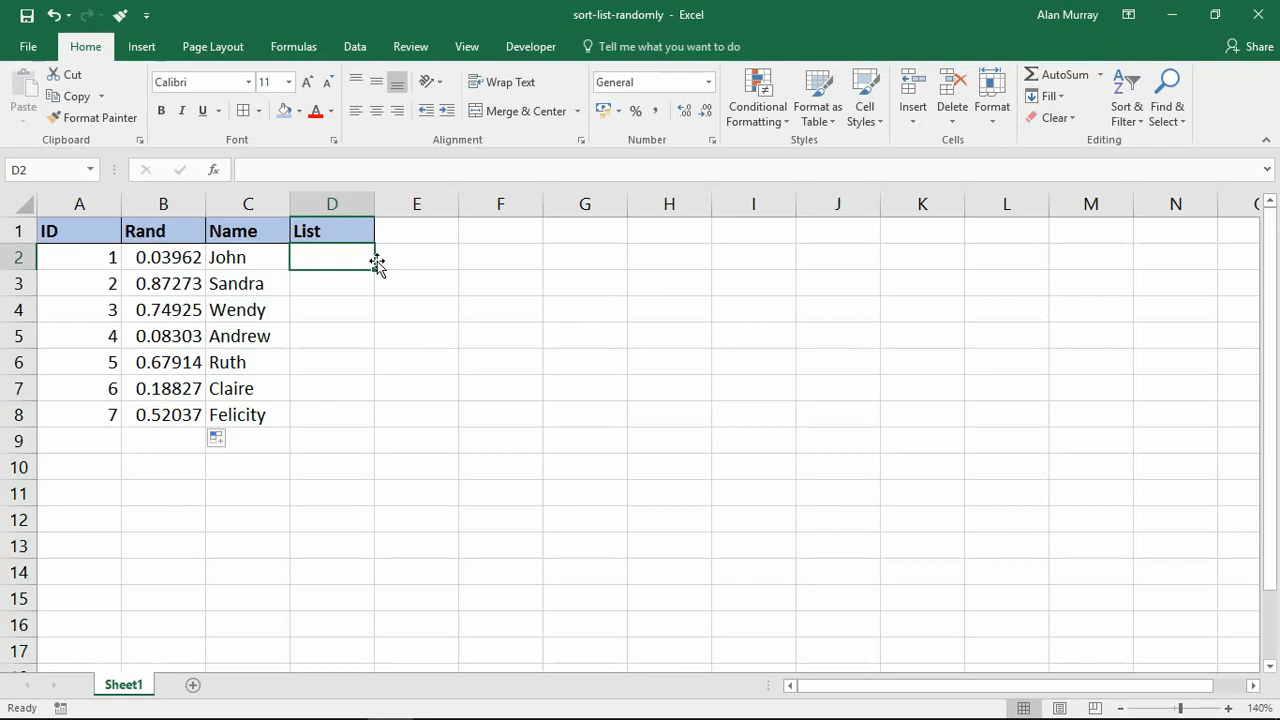 sort-list-randomly - Excel
Alan Murray
File Home Insert Page Layout Formulas Data Review View Developer Tell me what you want to do Share
Paste
Cut
Copy
Format Painter
Clipboard
Calibri 11
B I U
Font
Wrap Text
Merge & Center
Alignment
General
%
Number
Conditional Formatting
Format as Table
Cell Styles
Styles
Insert
Delete
Format
Cells
AutoSum
Fill
Clear
Sort & Filter
Find & Select
Editing
D2
fx
A B C D E F G H I J K L M N
1 ID Rand Name List
2 1 0.03962 John
3 2 0.87273 Sandra
4 3 0.74925 Wendy
5 4 0.08303 Andrew
6 5 0.67914 Ruth
7 6 0.18827 Claire
8 7 0.52037 Felicity
9
10
11
12
13
14
15
16
17
Sheet1
Ready
140%